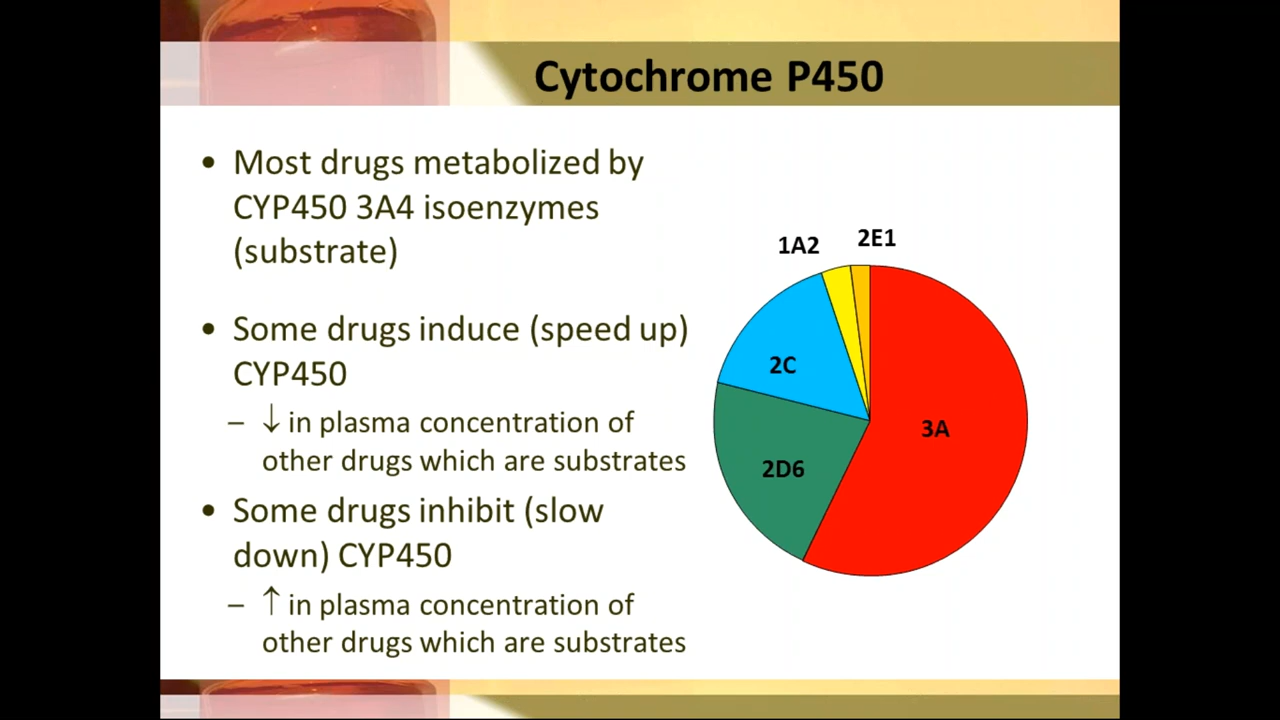 Cytochrome P450
• Most drugs metabolized by
CYP450 3A4 isoenzymes
(substrate)
• Some drugs induce (speed up)
CYP450
– ↓ in plasma concentration of
other drugs which are substrates
• Some drugs inhibit (slow
down) CYP450
– ↑ in plasma concentration of
other drugs which are substrates
1A2
2E1
2C
3A
2D6